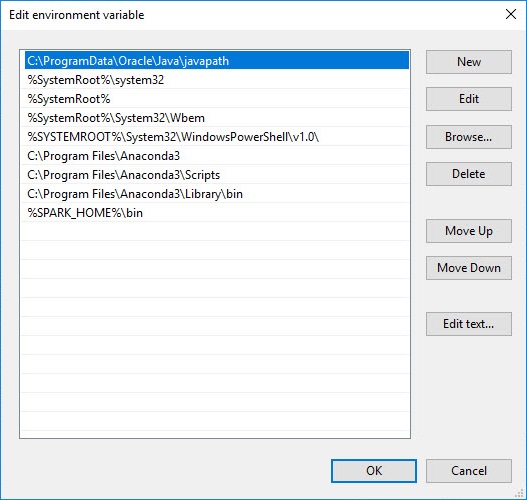 Edit environment variable
C:\ProgramData\Oracle\Java\javapath
%SystemRoot%\system32
%SystemRoot%
%SystemRoot%\System32\Wbem
%SYSTEMROOT%\System32\WindowsPowerShell\v1.0\
C:\Program Files\Anaconda3
C:\Program Files\Anaconda3\Scripts
C:\Program Files\Anaconda3\Library\bin
%SPARK_HOME%\bin
New
Edit
Browse...
Delete
Move Up
Move Down
Edit text...
OK
Cancel